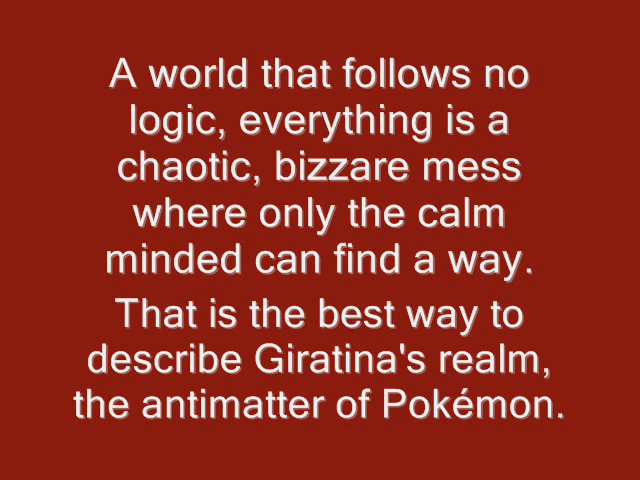 A world that follows no
logic, everything is a
chaotic, bizzare mess
where only the calm
minded can find a way.
That is the best way to
describe Giratina's realm,
the antimatter of Pokémon.